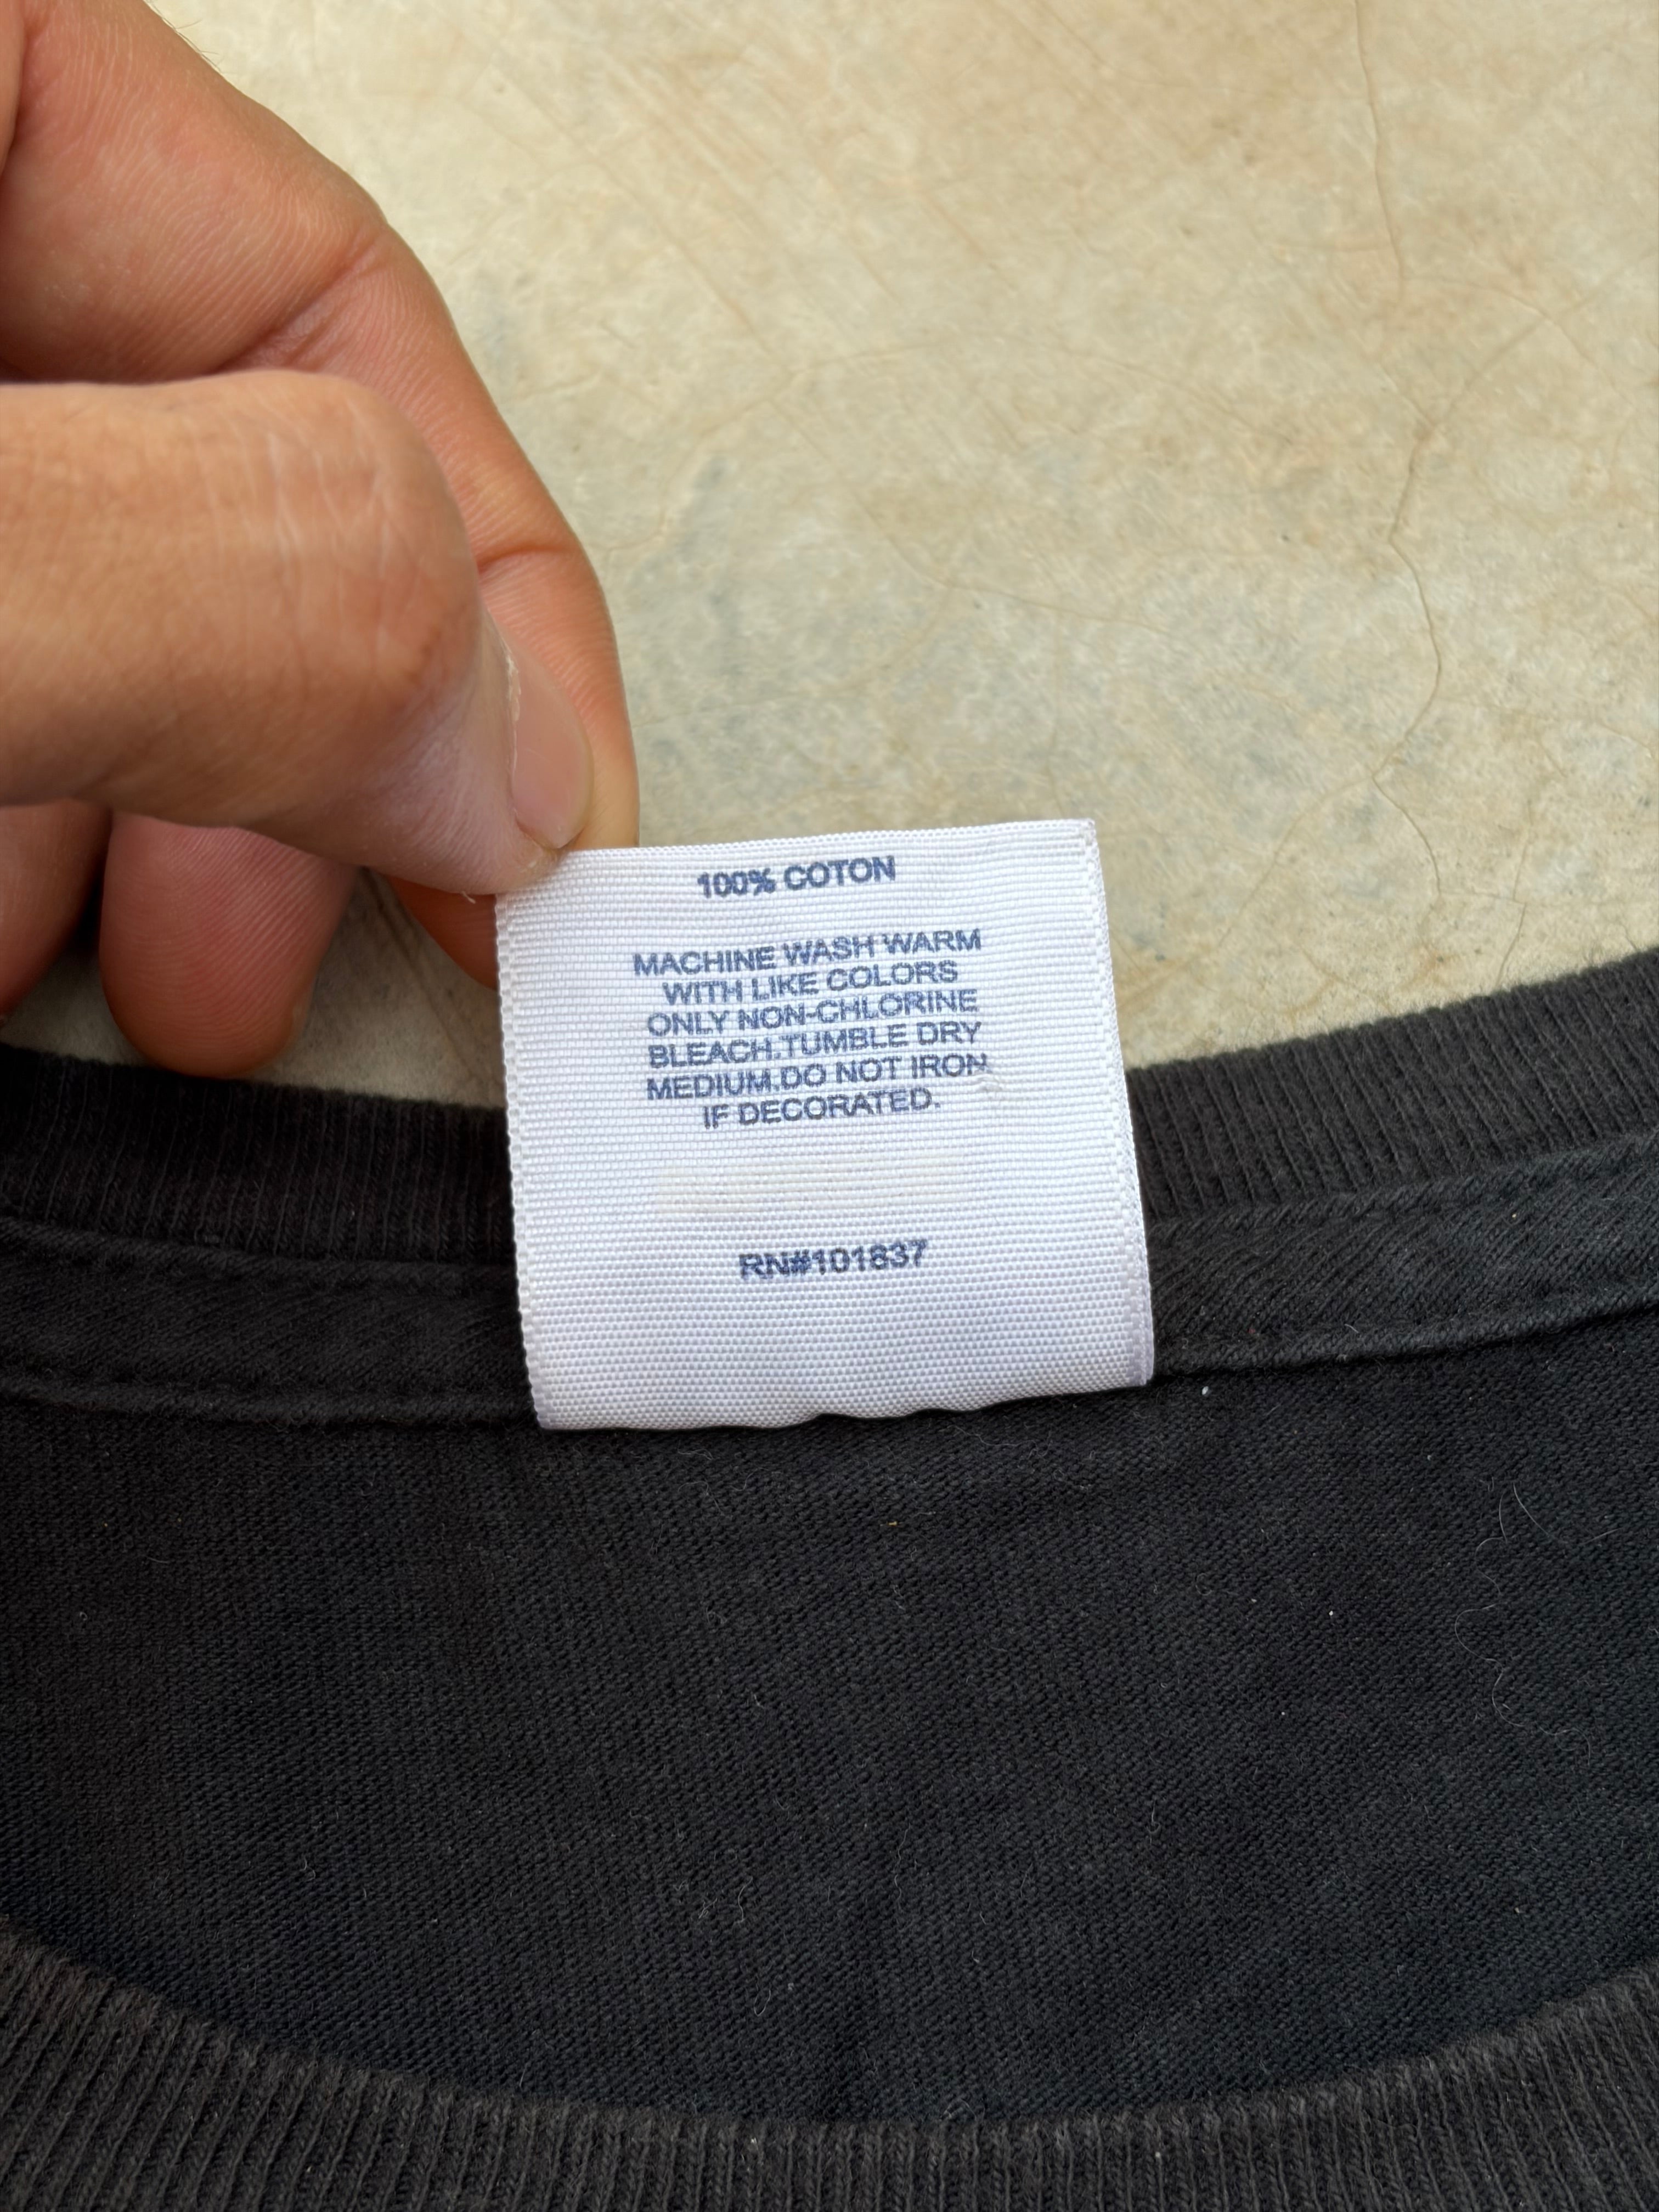 100% COTON
MACHINE WASH WARM
WITH LIKE COLORS
ONLY NON-CHLORINE
BLEACH.TUMBLE DRY
MEDIUM.DO NOT IRON
IF DECORATED.
RN#101837